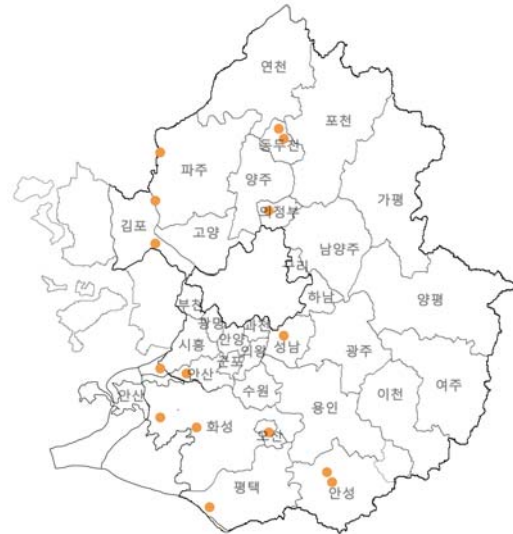 연천
포천
동두천
파주
양주
가평
의정부
김포
고양
남양주
구리
하남
양평
부천
광명
과천
시흥
안양
성남
의왕
광주
군포
안산
안산
수원
이천
여주
용인
화성
오산
평택
안성